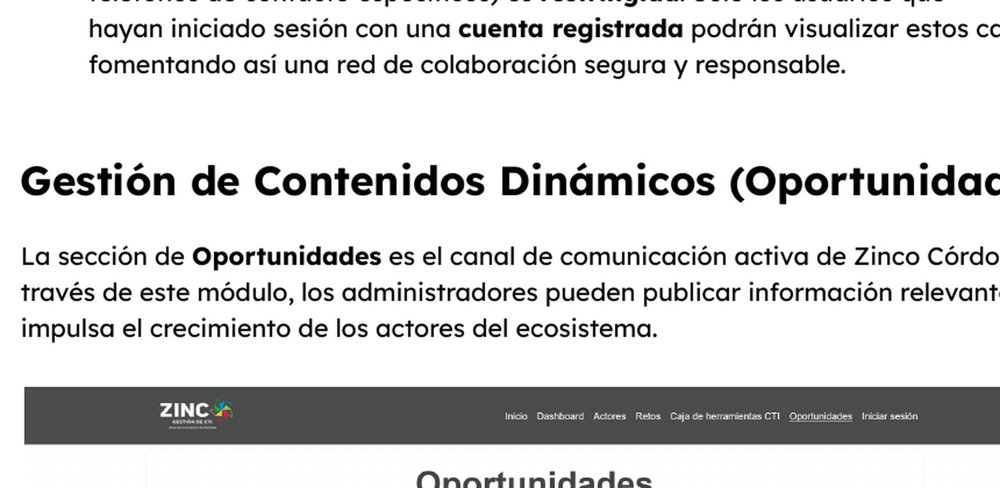 hayan iniciado sesión con una cuenta registrada podrán visualizar estos
fomentando así una red de colaboración segura y responsable.
Gestión de Contenidos Dinámicos (Oportunidad
La sección de Oportunidades es el canal de comunicación activa de Zinco Córdo
través de este módulo, los administradores pueden publicar información relevant
impulsa el crecimiento de los actores del ecosistema.
ZINC
GESTIÓN DE CTI
Inicio Dashboard Actores Retos Caja de herramientas CTI Oportunidades Iniciar sesión
Oportunidades